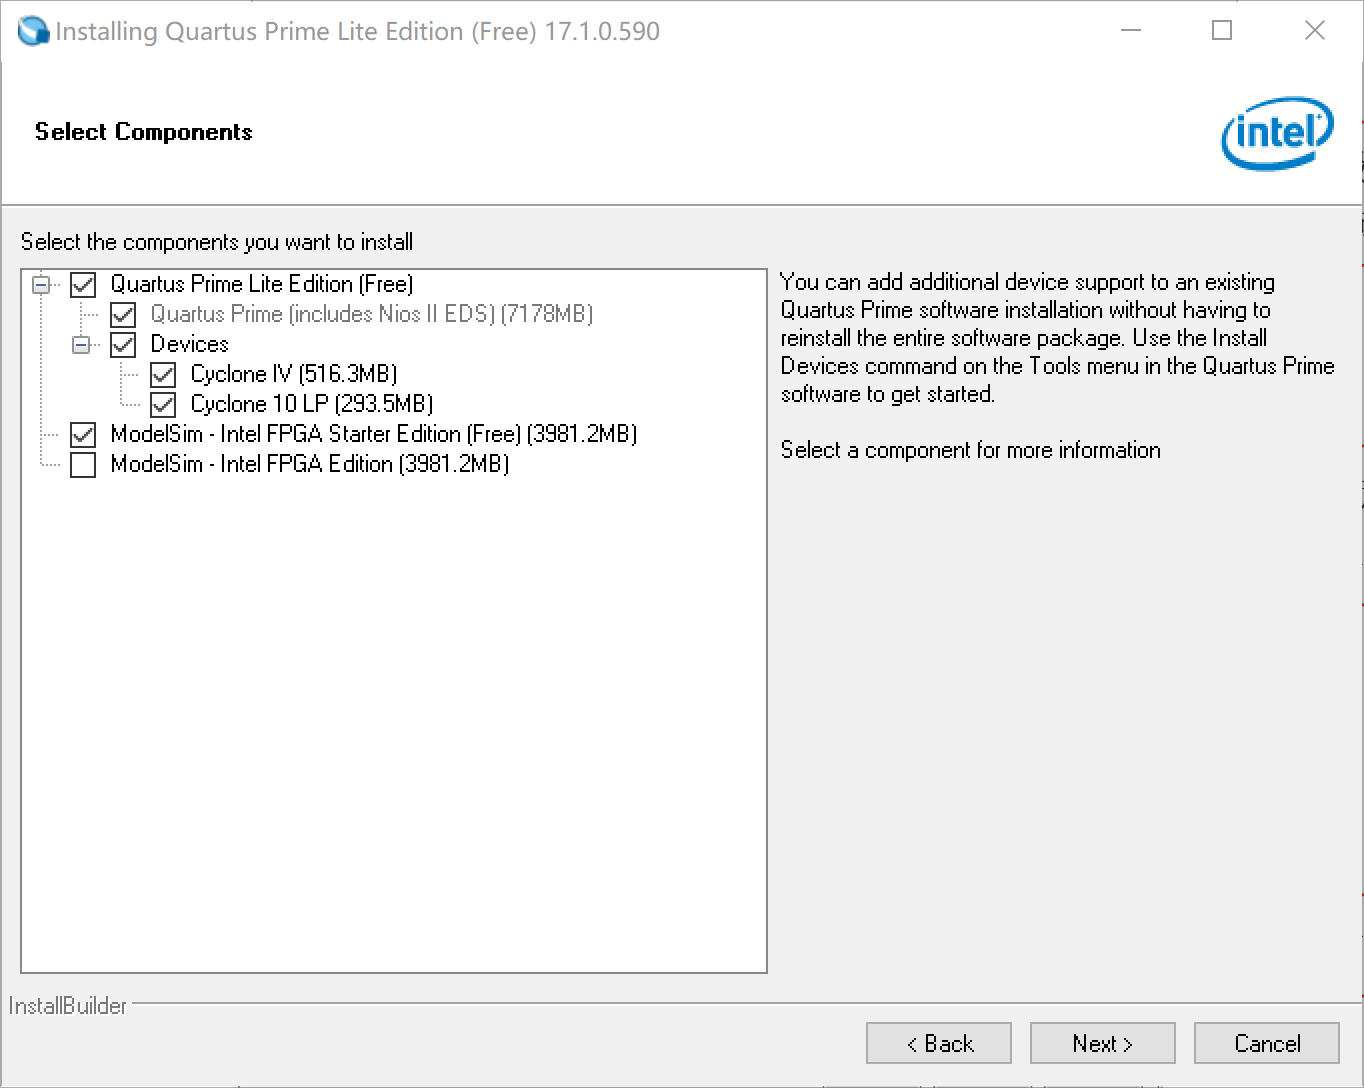 Installing Quartus Prime Lite Edition (Free) 17.1.0.590
Select Components
intel
Select the components you want to install
Quartus Prime Lite Edition (Free)
Quartus Prime (includes Nios II EDS) (7178MB)
Devices
Cyclone IV (516.3MB)
Cyclone 10 LP (293.5MB)
ModelSim - Intel FPGA Starter Edition (Free) (3981.2MB)
ModelSim - Intel FPGA Edition (3981.2MB)
You can add additional device support to an existing
Quartus Prime software installation without having to
reinstall the entire software package. Use the Install
Devices command on the Tools menu in the Quartus Prime
software to get started.
Select a component for more information
InstallBuilder
< Back
Next >
Cancel